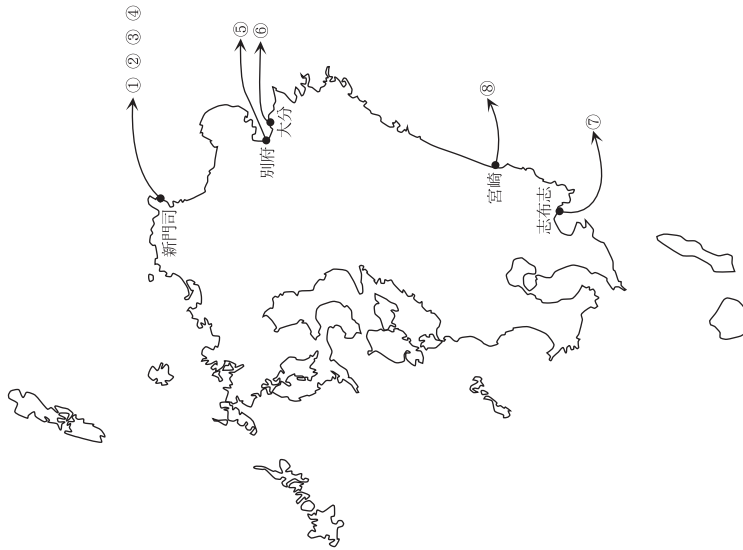 ① ② ③ ④
⑤
⑥
新門司
別府
大分
⑧
宮崎
⑦
志布志